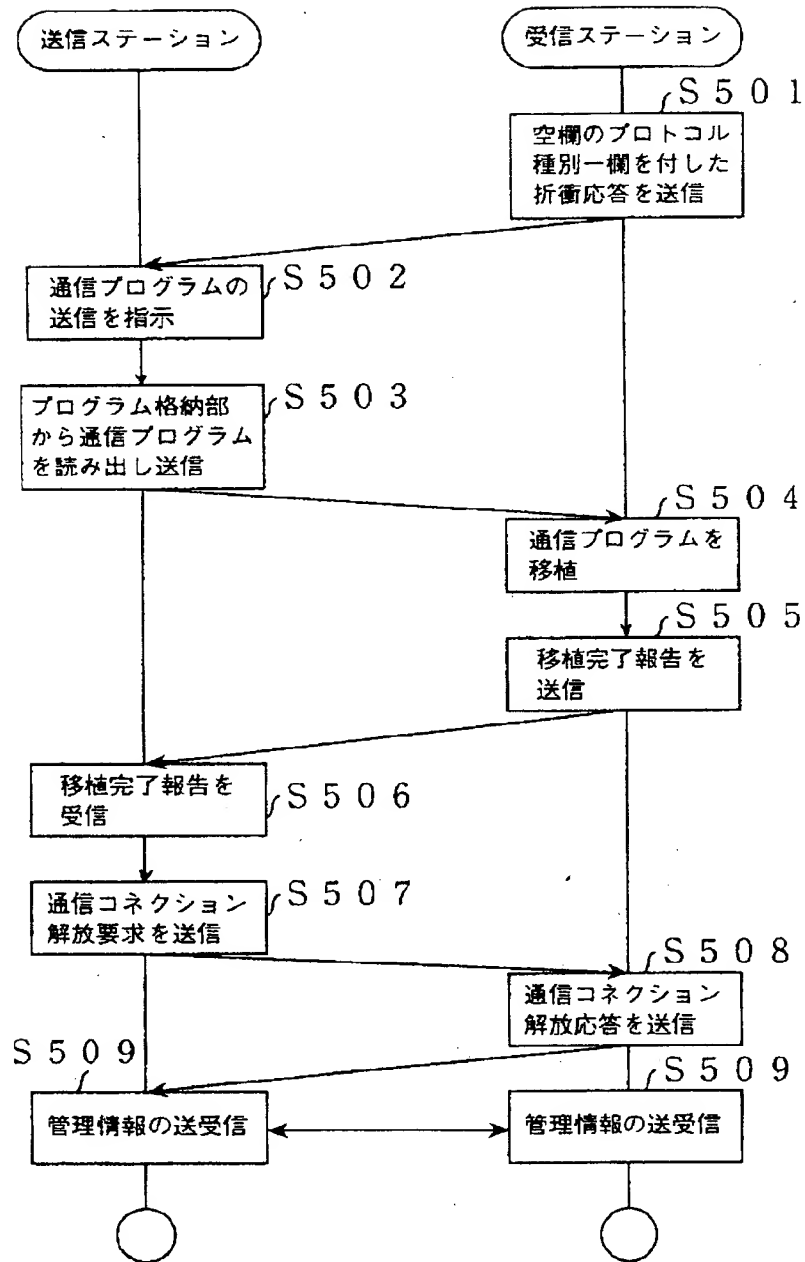 送信ステーション
受信ステーション
S501
空欄のプロトコル
種別一欄を付した
折衝応答を送信
通信プログラムの
送信を指示
S502
プログラム格納部
から通信プログラム
を読み出し送信
S503
S504
通信プログラムを
移植
S505
移植完了報告を
送信
移植完了報告を
受信
S506
通信コネクション
解放要求を送信
S507
S508
通信コネクション
解放応答を送信
S509
管理情報の送受信
S509
管理情報の送受信